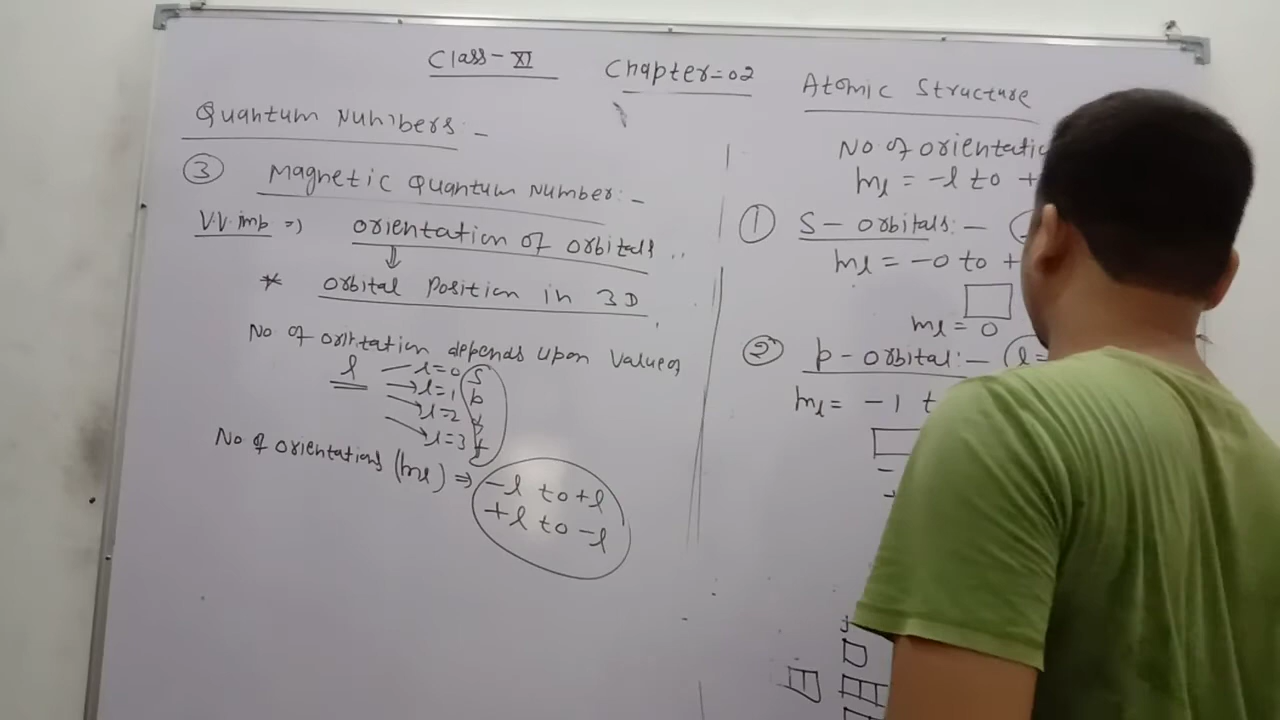 Class-XI Chapter=02 Atomic Structure
Quantum Numbers:-
③ Magnetic Quantum Number:-
V.V.imp => orientation of orbitals ..
⇓
* orbital position in 3D
No of oritation depends upon value of
l l=0 s
l=1 p
l=2 d
l=3 f
No of orientations (ml) => -l to +l
+l to -l
No of orientatio
ml = -l to +
① S-orbitals:-
ml = -0 to +
ml = 0
② p-orbital:- (l=
ml = -1 t